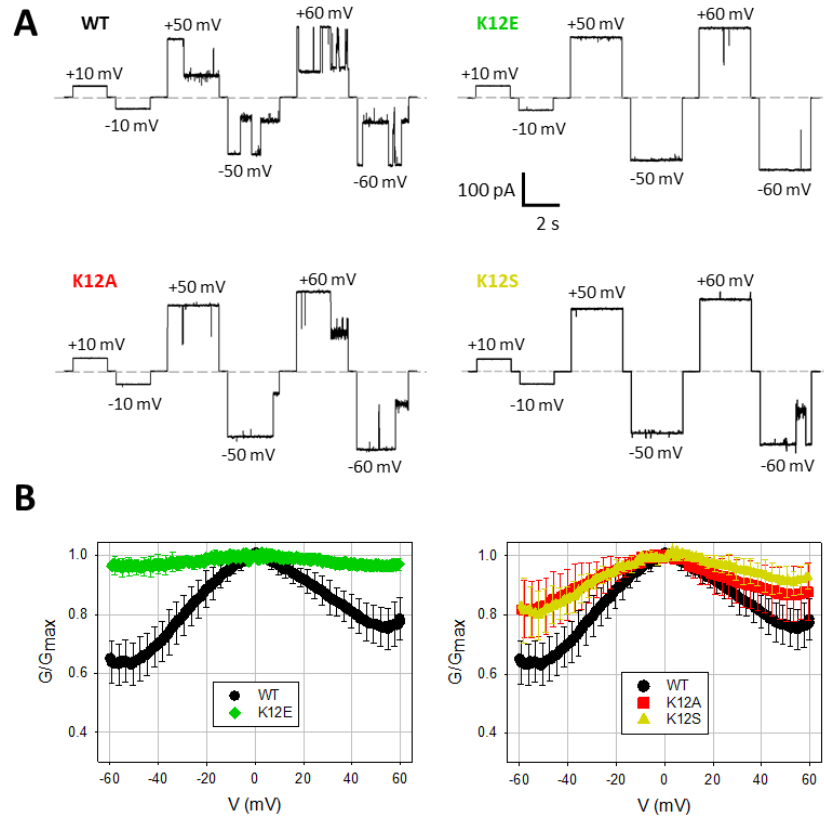 A
WT
+10 mV
-10 mV
+50 mV
-50 mV
+60 mV
-60 mV
K12E
+10 mV
-10 mV
+50 mV
-50 mV
+60 mV
-60 mV
100 pA
2 s
K12A
+10 mV
-10 mV
+50 mV
-50 mV
+60 mV
-60 mV
K12S
+10 mV
-10 mV
+50 mV
-50 mV
+60 mV
-60 mV
B
G/Gmax
1.0
0.8
0.6
0.4
WT
K12E
-60 -40 -20 0 20 40 60
V (mV)
G/Gmax
1.0
0.8
0.6
0.4
WT
K12A
K12S
-60 -40 -20 0 20 40 60
V (mV)